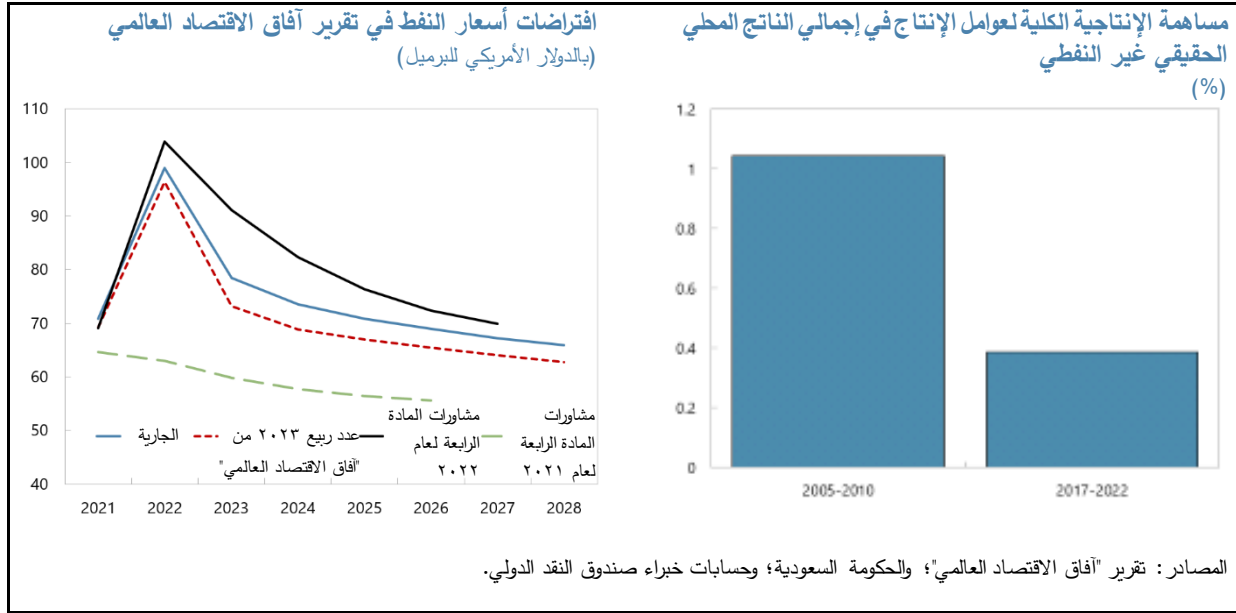 مساهمة الإنتاجية الكلية لعوامل الإنتاج في إجمالي الناتج المحلي
الحقيقي غير النفطي
(%)
1.2
1
0.8
0.6
0.4
0.2
0
2005-2010
2017-2022
افتراضات أسعار النفط في تقرير آفاق الاقتصاد العالمي
(بالدولار الأمريكي للبرميل)
110
100
90
80
70
60
50
40
مشاورات
المادة الرابعة
لعام ٢٠٢١
مشاورات المادة
الرابعة لعام
٢٠٢٢
عدد ربيع ٢٠٢٣ من
"آفاق الاقتصاد العالمي"
الجارية
2021 2022 2023 2024 2025 2026 2027 2028
المصادر: تقرير "آفاق الاقتصاد العالمي"؛ والحكومة السعودية؛ وحسابات خبراء صندوق النقد الدولي.